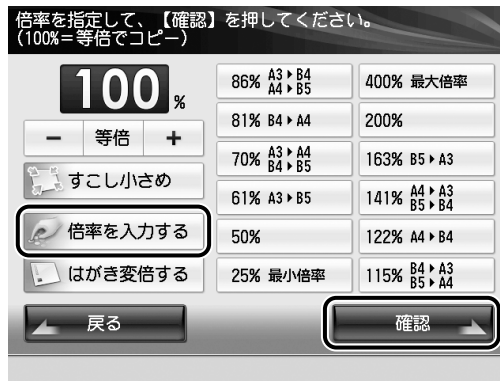 倍率を指定して、【確認】を押してください。
(100%=等倍でコピー)
100 %
－ 等倍 ＋
すこし小さめ
倍率を入力する
はがき変倍する
86% A3▶B4
A4▶B5
81% B4▶A4
70% A3▶A4
B4▶B5
61% A3▶B5
50%
25% 最小倍率
400% 最大倍率
200%
163% B5▶A3
141% A4▶A3
B5▶B4
122% A4▶B4
115% B4▶A3
B5▶A4
戻る
確認